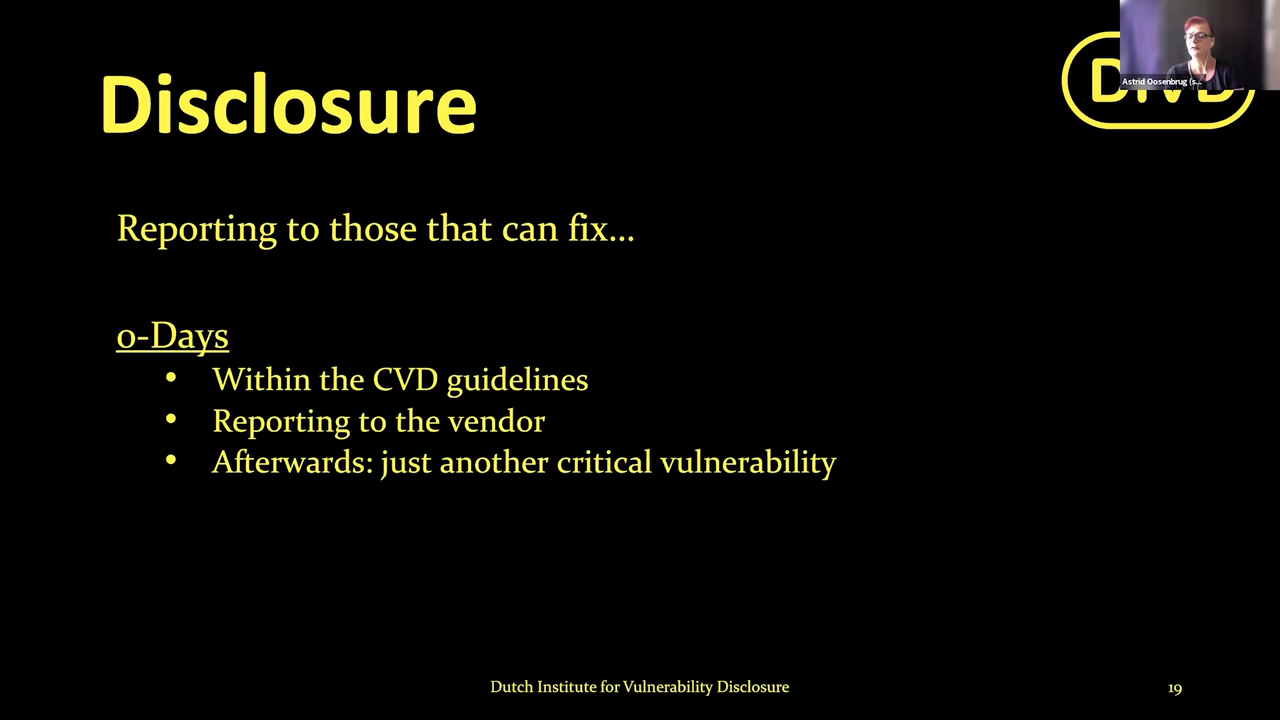 Disclosure
Astrid Oosenbrug (s...
Reporting to those that can fix...
0-Days
• Within the CVD guidelines
• Reporting to the vendor
• Afterwards: just another critical vulnerability
Dutch Institute for Vulnerability Disclosure
19